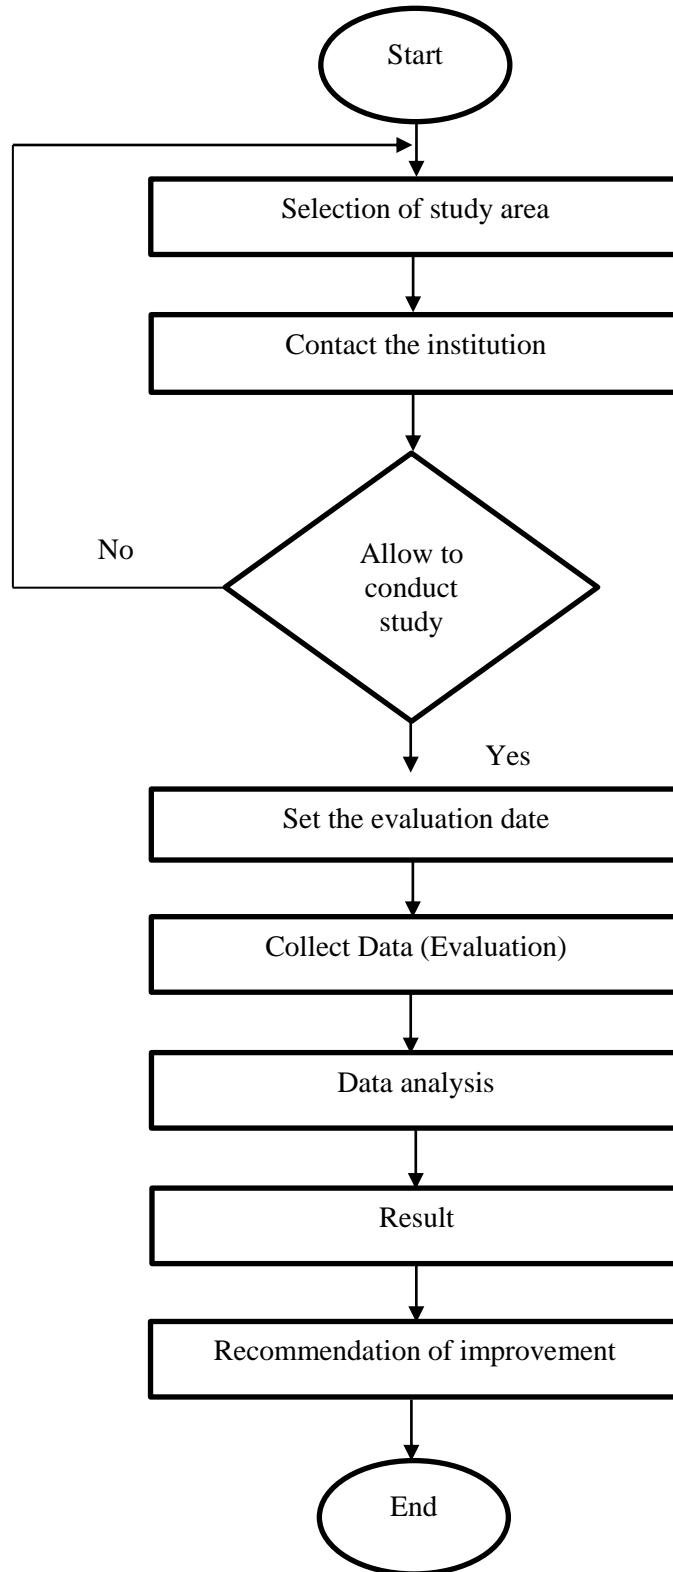 Start
Selection of study area
Contact the institution
No
Allow to
conduct
study
Yes
Set the evaluation date
Collect Data (Evaluation)
Data analysis
Result
Recommendation of improvement
End